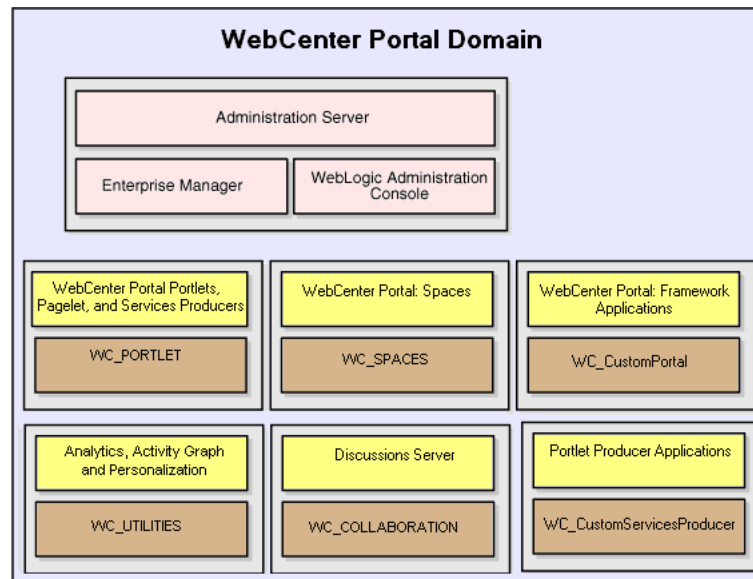 WebCenter Portal Domain
Administration Server
Enterprise Manager
WebLogic Administration
Console
WebCenter Portal Portlets,
Pagelet, and Services Producers
WC_PORTLET
WebCenter Portal: Spaces
WC_SPACES
WebCenter Portal: Framework
Applications
WC_CustomPortal
Analytics, Activity Graph
and Personalization
WC_UTILITIES
Discussions Server
WC_COLLABORATION
Portlet Producer Applications
WC_CustomServicesProducer